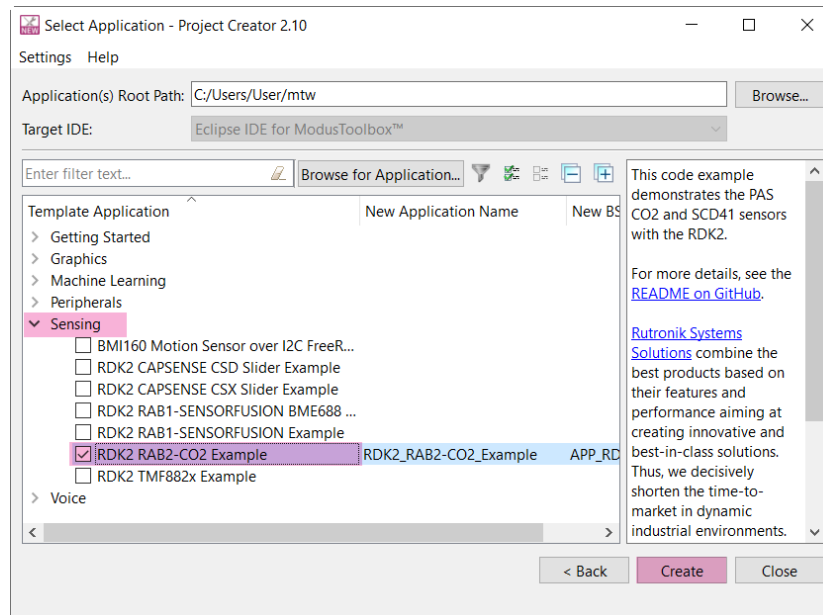 NEW
Select Application - Project Creator 2.10
Settings Help
Application(s) Root Path: C:/Users/User/mtw Browse...
Target IDE: Eclipse IDE for ModusToolbox™
Enter filter text... Browse for Application...
Template Application New Application Name New BS
Getting Started
Graphics
Machine Learning
Peripherals
Sensing
BMI160 Motion Sensor over I2C FreeR...
RDK2 CAPSENSE CSD Slider Example
RDK2 CAPSENSE CSX Slider Example
RDK2 RAB1-SENSORFUSION BME688 ...
RDK2 RAB1-SENSORFUSION Example
RDK2 RAB2-CO2 Example RDK2_RAB2-CO2_Example APP_RD
RDK2 TMF882x Example
Voice
This code example
demonstrates the PAS
CO2 and SCD41 sensors
with the RDK2.
For more details, see the
README on GitHub.
Rutronik Systems
Solutions combine the
best products based on
their features and
performance aiming at
creating innovative and
best-in-class solutions.
Thus, we decisively
shorten the time-to-
market in dynamic
industrial environments.
< Back Create Close